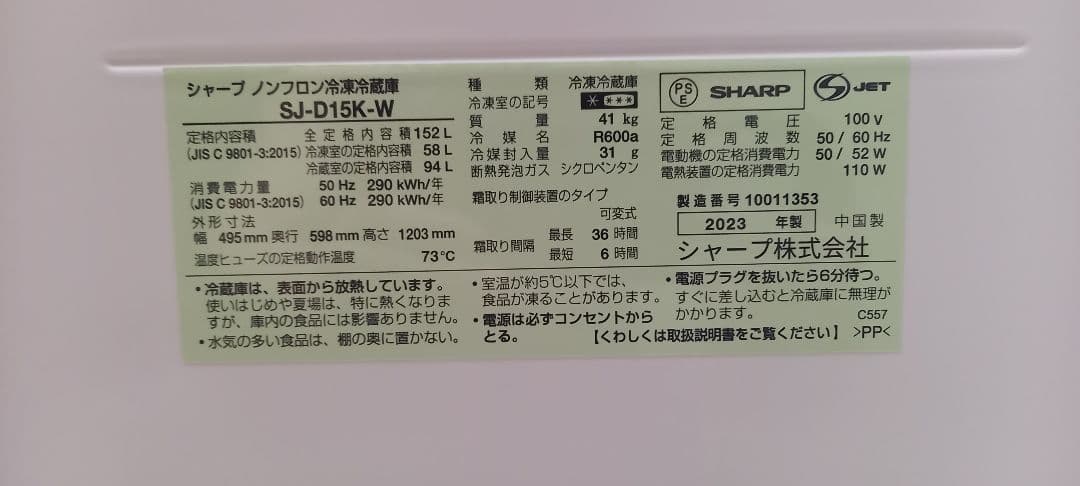 シャープ ノンフロン冷凍冷蔵庫
SJ-D15K-W
定格内容積 全定格内容積 152 L
(JIS C 9801-3:2015) 冷凍室の定格内容積 58 L
冷蔵室の定格内容積 94 L
消費電力量 50 Hz 290 kWh/年
(JIS C 9801-3:2015) 60 Hz 290 kWh/年
外形寸法
幅 495 mm 奥行 598 mm 高さ 1203 mm
温度ヒューズの定格動作温度 73℃
種類 冷凍冷蔵庫
冷凍室の記号 * ***
質量 41 kg
冷媒名 R600a
冷媒封入量 31 g
断熱発泡ガス シクロペンタン
霜取り制御装置のタイプ
可変式
霜取り間隔 最長 36 時間
最短 6 時間
PSE SHARP S JET
定格電圧 100 V
定格周波数 50 / 60 Hz
電動機の定格消費電力 50 / 52 W
電熱装置の定格消費電力 110 W
製造番号 10011353
2023 年製 中国製
シャープ株式会社
・冷蔵庫は、表面から放熱しています。
使いはじめや夏場は、特に熱くなりま
すが、庫内の食品には影響ありません。
・水気の多い食品は、棚の奥に置かない。
・室温が約5℃以下では、
食品が凍ることがあります。
・電源は必ずコンセントから
とる。
・電源プラグを抜いたら6分待つ。
すぐに差し込むと冷蔵庫に無理が
かかります。 C557
【くわしくは取扱説明書をご覧ください】 >PP<